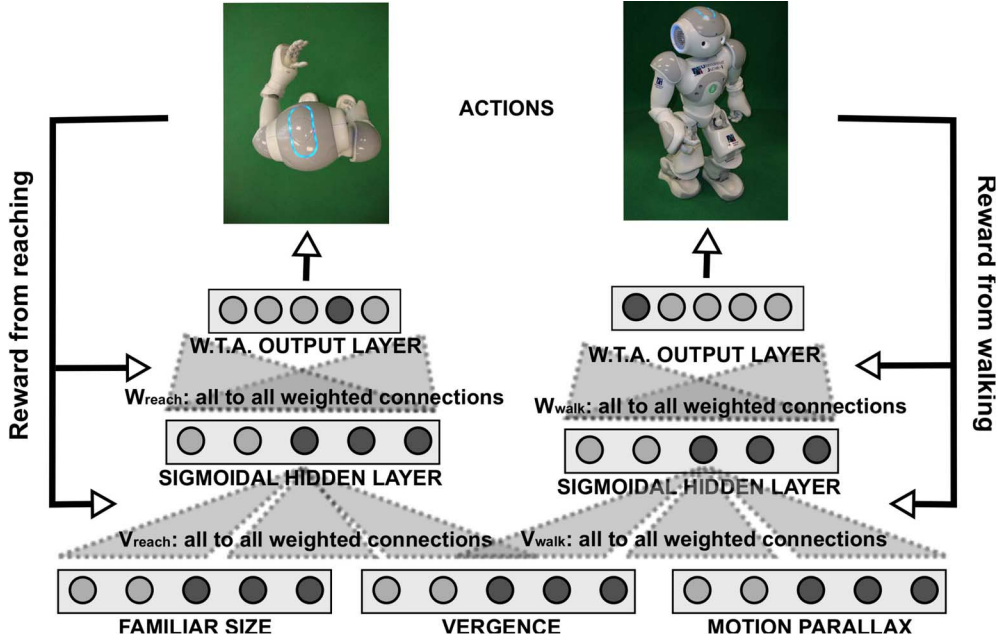 ACTIONS
Reward from reaching
Reward from walking
W.T.A. OUTPUT LAYER
W.T.A. OUTPUT LAYER
Wreach: all to all weighted connections
Wwalk: all to all weighted connections
SIGMOIDAL HIDDEN LAYER
SIGMOIDAL HIDDEN LAYER
Vreach: all to all weighted connections
Vwalk: all to all weighted connections
FAMILIAR SIZE
VERGENCE
MOTION PARALLAX